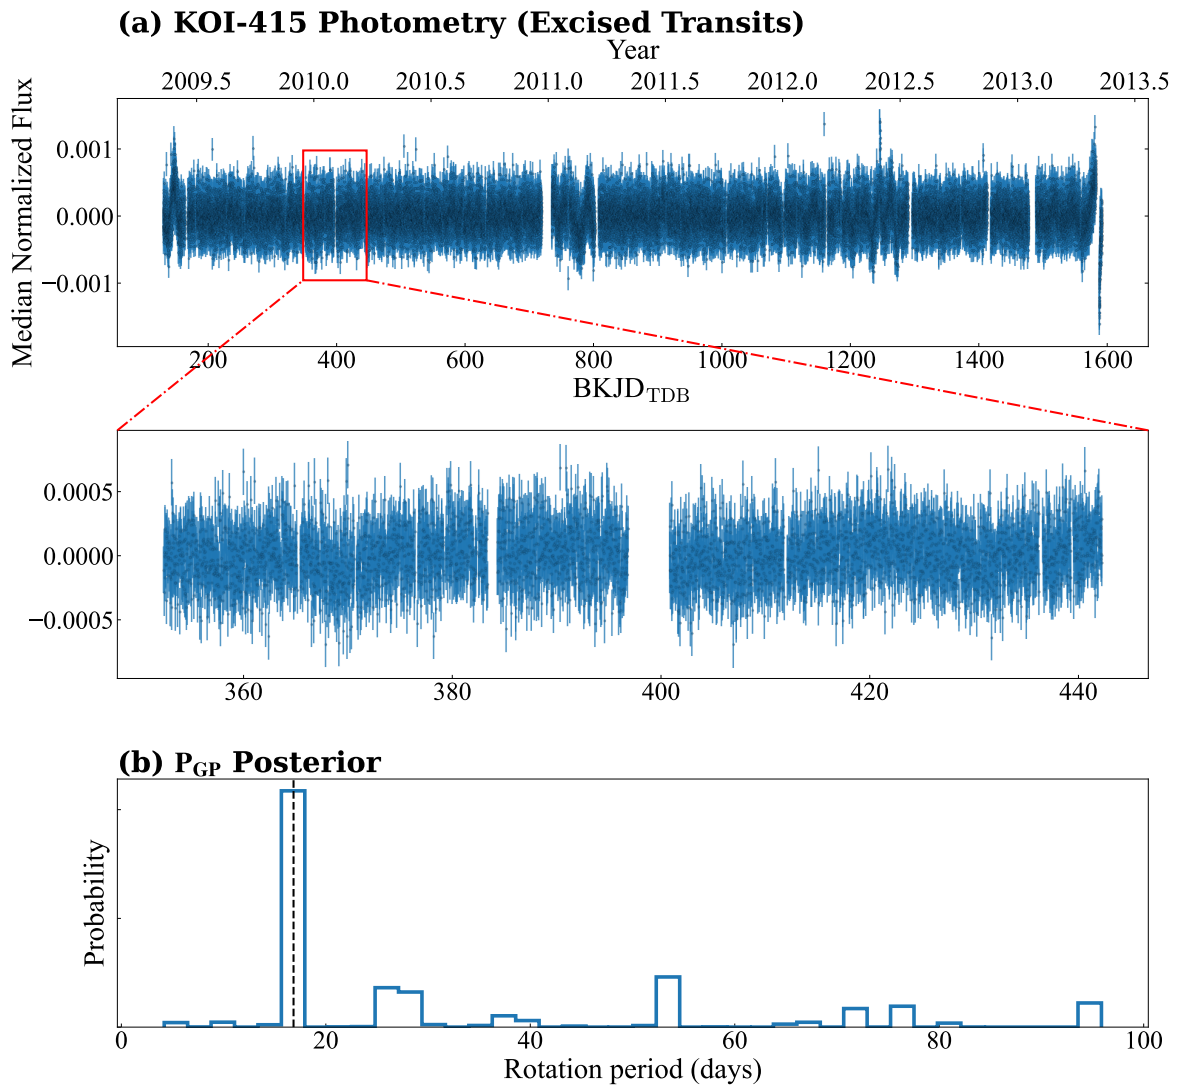 (a) KOI-415 Photometry (Excised Transits)
Year
2009.5 2010.0 2010.5 2011.0 2011.5 2012.0 2012.5 2013.0 2013.5
Median Normalized Flux
0.001
0.000
−0.001
200 400 600 800 1000 1200 1400 1600
BKJD_TDB
0.0005
0.0000
−0.0005
360 380 400 420 440
(b) P_GP Posterior
Probability
0 20 40 60 80 100
Rotation period (days)